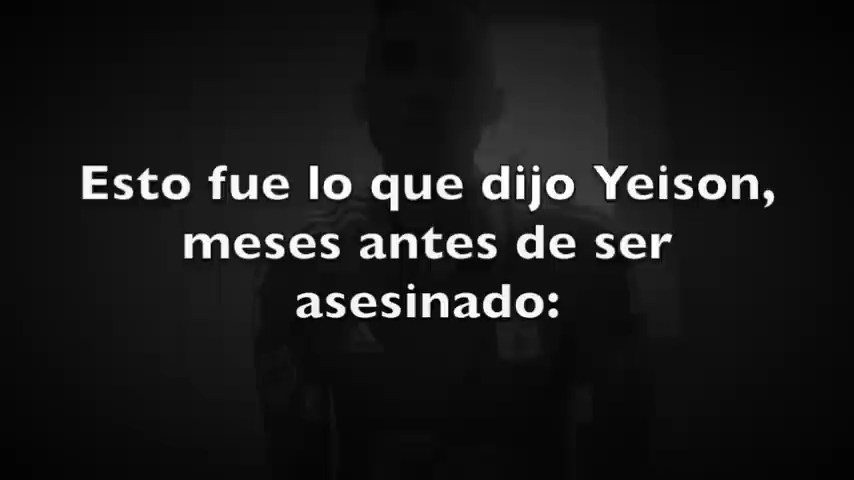 Esto fue lo que dijo Yeison,
meses antes de ser
asesinado: